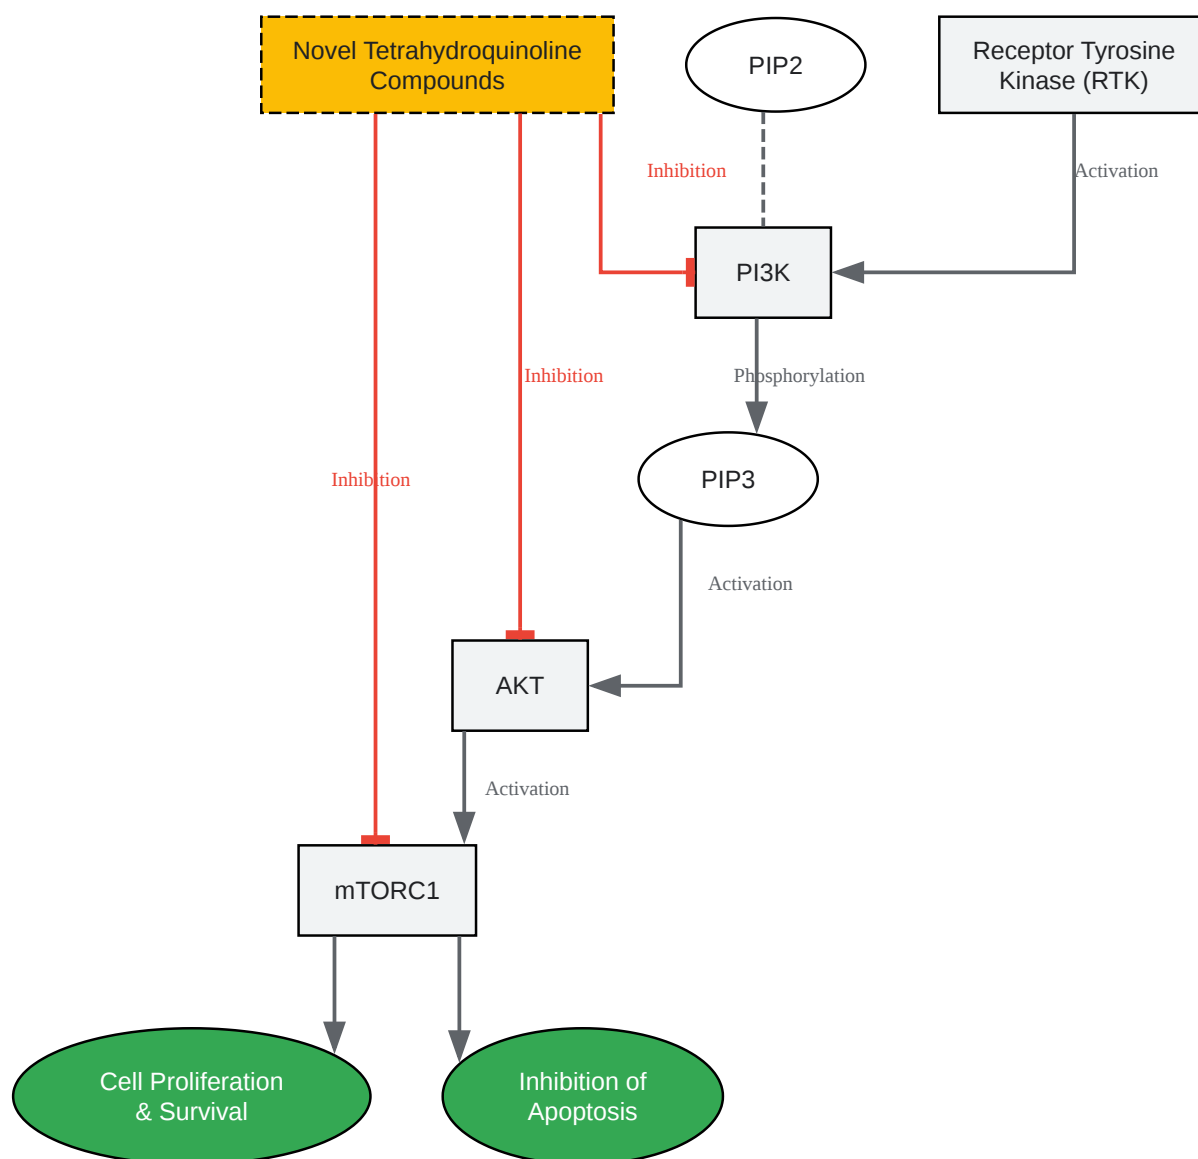 Novel Tetrahydroquinoline
Compounds
PIP2
Receptor Tyrosine
Kinase (RTK)
Inhibition
Activation
PI3K
Inhibition
Phosphorylation
Inhibition
PIP3
Activation
AKT
Activation
mTORC1
Cell Proliferation
& Survival
Inhibition of
Apoptosis